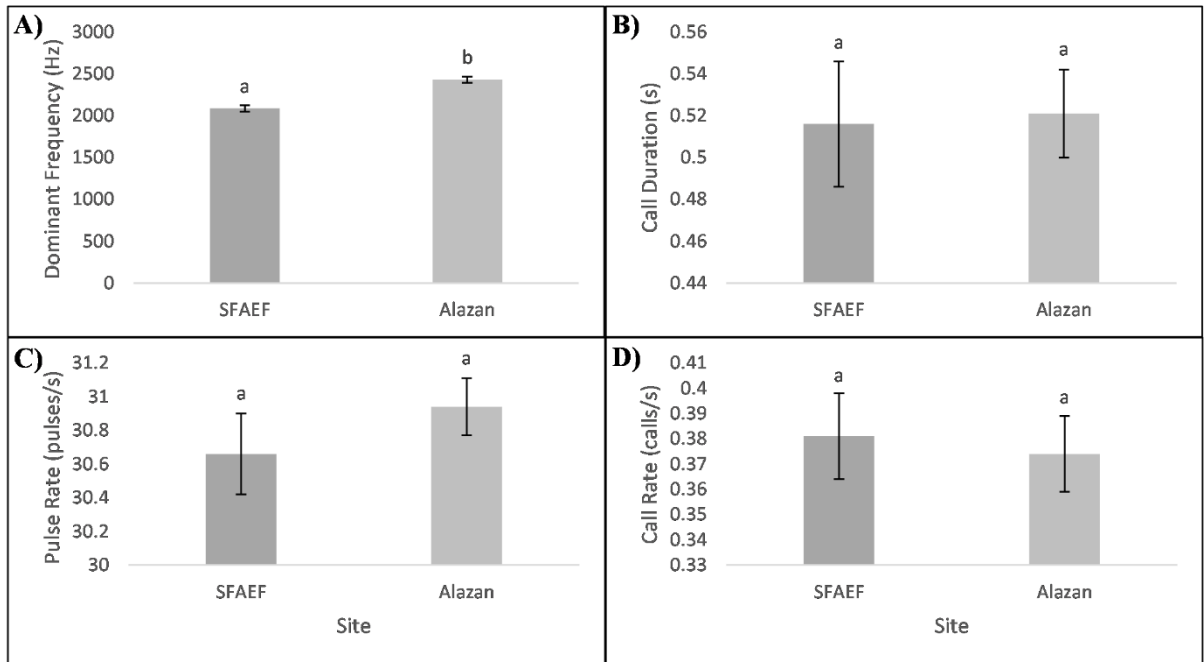 A)
Dominant Frequency (Hz)
3000
2500
2000
1500
1000
500
0
a
b
SFAEF
Alazan
B)
Call Duration (s)
0.56
0.54
0.52
0.5
0.48
0.46
0.44
a
a
SFAEF
Alazan
C)
Pulse Rate (pulses/s)
31.2
31
30.8
30.6
30.4
30.2
30
a
a
SFAEF
Alazan
Site
D)
Call Rate (calls/s)
0.41
0.4
0.39
0.38
0.37
0.36
0.35
0.34
0.33
a
a
SFAEF
Alazan
Site